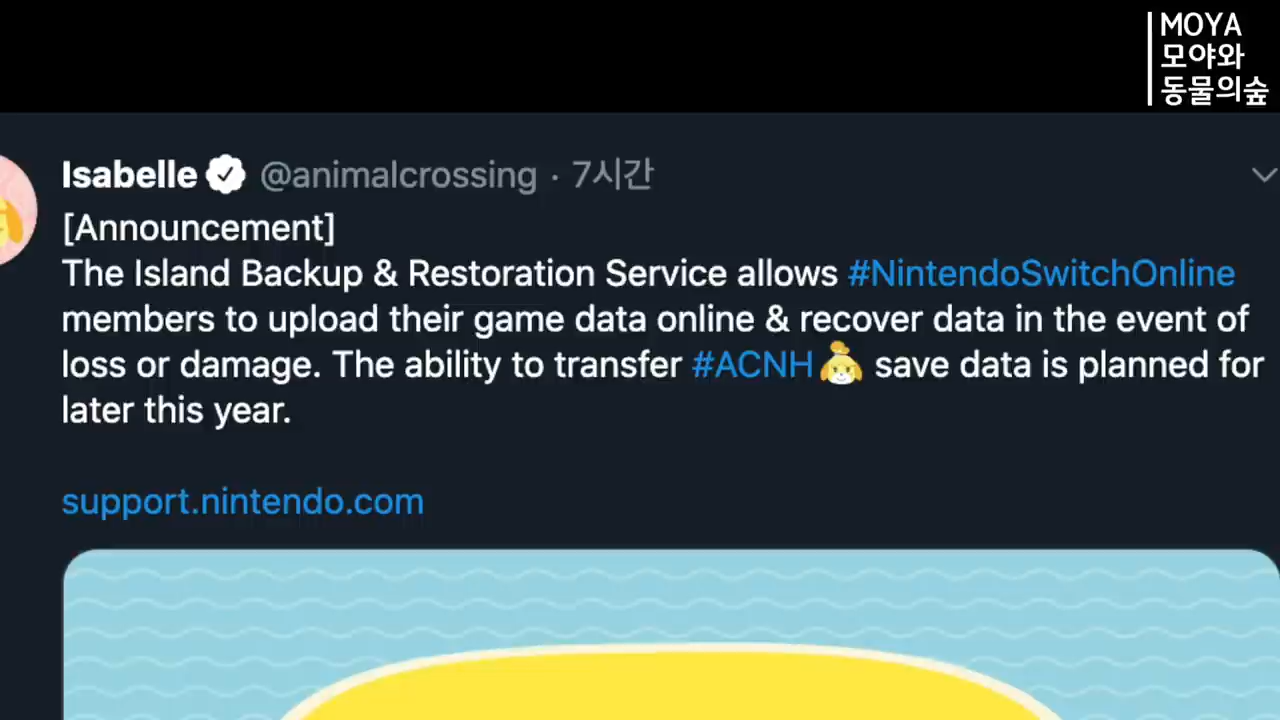 MOYA
모야와
동물의숲
Isabelle @animalcrossing · 7시간
[Announcement]
The Island Backup & Restoration Service allows #NintendoSwitchOnline
members to upload their game data online & recover data in the event of
loss or damage. The ability to transfer #ACNH save data is planned for
later this year.
support.nintendo.com